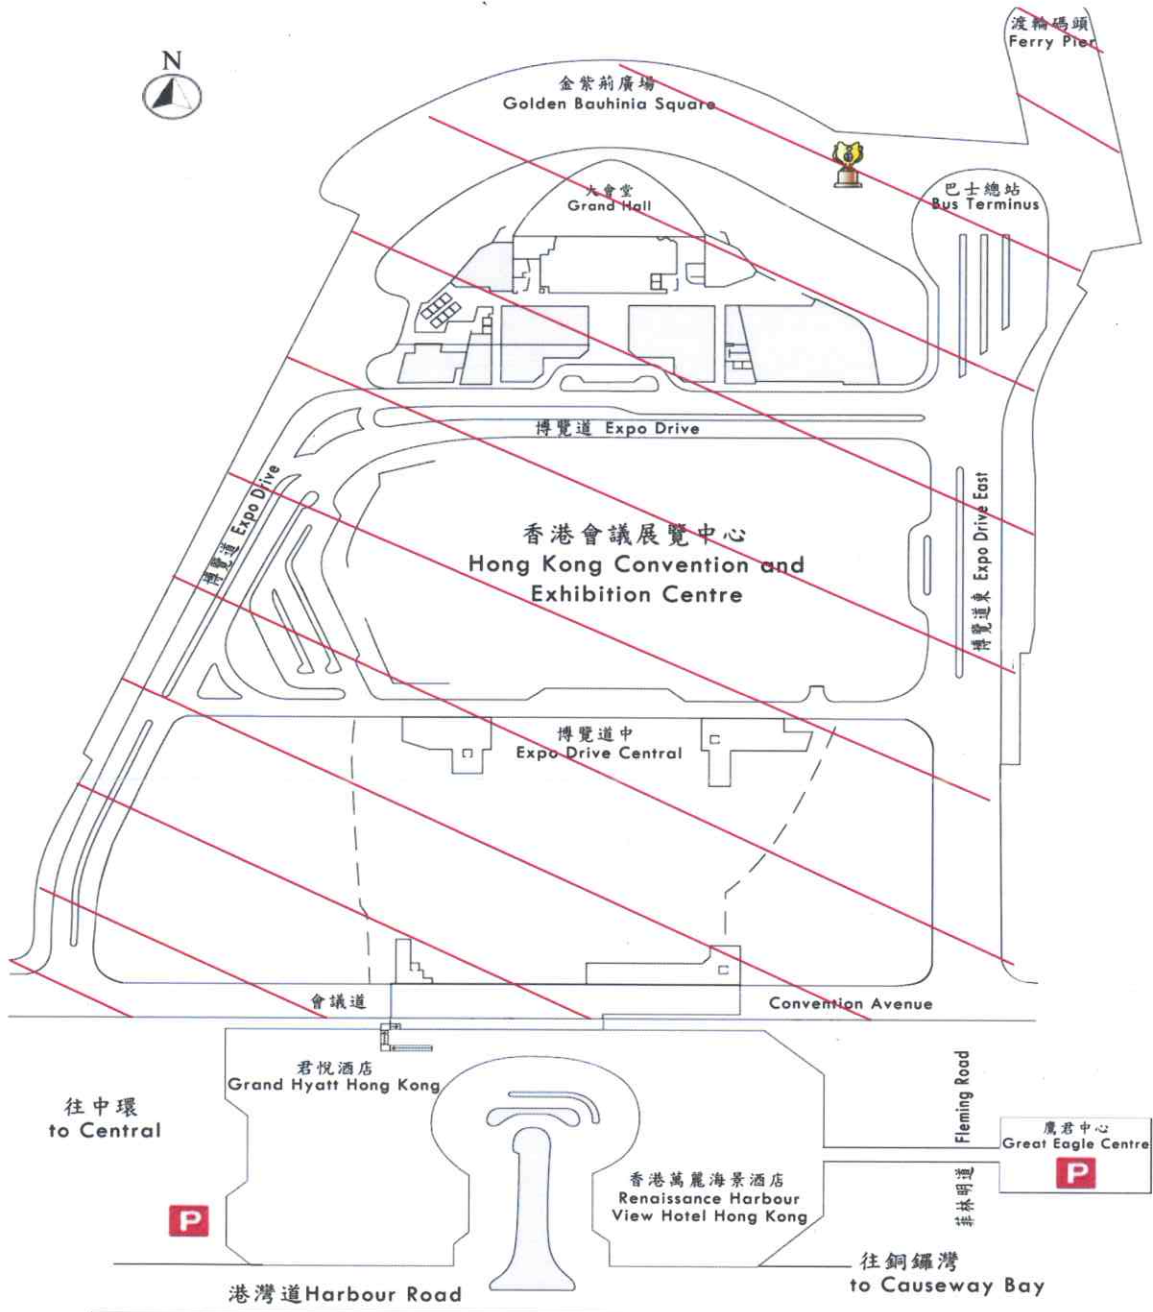 渡輪碼頭
Ferry Pier
N
金紫荊廣場
Golden Bauhinia Square
大會堂
Grand Hall
巴士總站
Bus Terminus
博覽道 Expo Drive
博覽道 Expo Drive
香港會議展覽中心
Hong Kong Convention and
Exhibition Centre
博覽道東 Expo Drive East
博覽道中
Expo Drive Central
會議道
Convention Avenue
君悅酒店
Grand Hyatt Hong Kong
Fleming Road
菲林明道
往中環
to Central
鷹君中心
Great Eagle Centre
P
香港萬麗海景酒店
Renaissance Harbour
View Hotel Hong Kong
P
往銅鑼灣
to Causeway Bay
港灣道Harbour Road